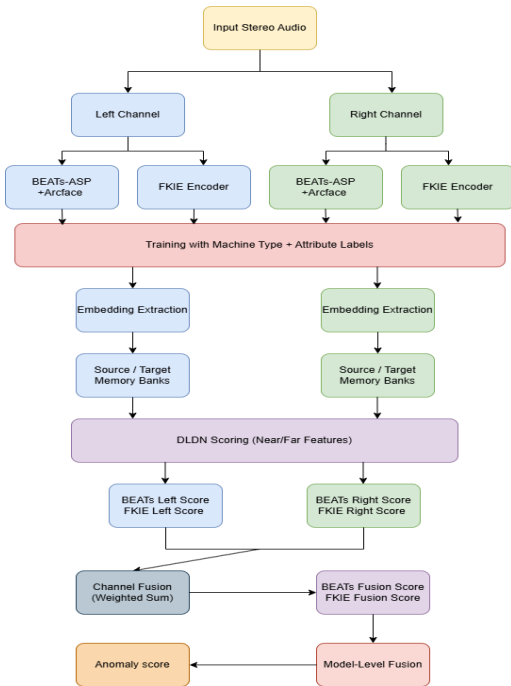 Input Stereo Audio
Left Channel
Right Channel
BEATs-ASP
+Arcface
FKIE Encoder
BEATs-ASP
+Arcface
FKIE Encoder
Training with Machine Type + Attribute Labels
Embedding Extraction
Embedding Extraction
Source / Target
Memory Banks
Source / Target
Memory Banks
DLDN Scoring (Near/Far Features)
BEATs Left Score
FKIE Left Score
BEATs Right Score
FKIE Right Score
Channel Fusion
(Weighted Sum)
BEATs Fusion Score
FKIE Fusion Score
Anomaly score
Model-Level Fusion